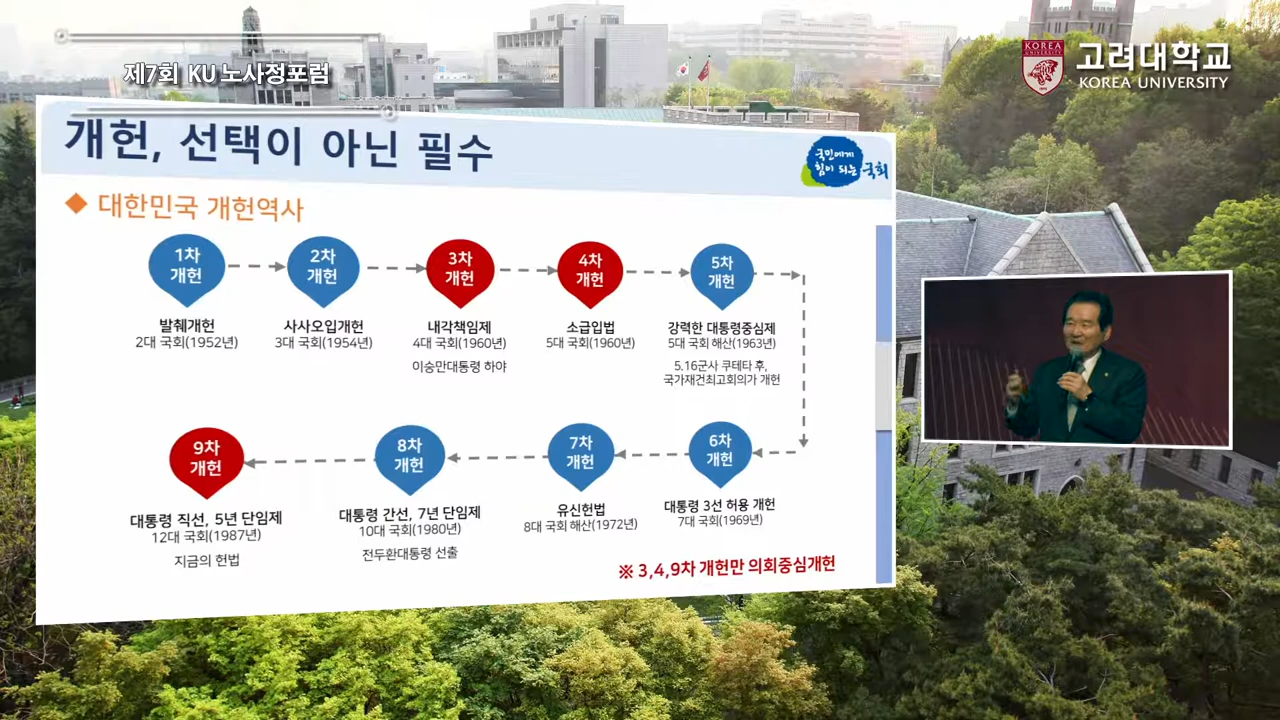 제7회 KU 노사정포럼
KOREA
고려대학교
KOREA UNIVERSITY
개헌, 선택이 아닌 필수
국민에게
힘이 되는 국회
대한민국 개헌역사
1차
개헌
2차
개헌
3차
개헌
4차
개헌
5차
개헌
발췌개헌
2대 국회(1952년)
사사오입개헌
3대 국회(1954년)
내각책임제
4대 국회(1960년)
이승만대통령 하야
소급입법
5대 국회(1960년)
강력한 대통령중심제
5대 국회 해산(1963년)
5.16군사 쿠테타 후,
국가재건최고회의가 개헌
9차
개헌
8차
개헌
7차
개헌
6차
개헌
대통령 직선, 5년 단임제
12대 국회(1987년)
지금의 헌법
대통령 간선, 7년 단임제
10대 국회(1980년)
전두환대통령 선출
유신헌법
8대 국회 해산(1972년)
대통령 3선 허용 개헌
7대 국회(1969년)
※ 3,4,9차 개헌만 의회중심개헌